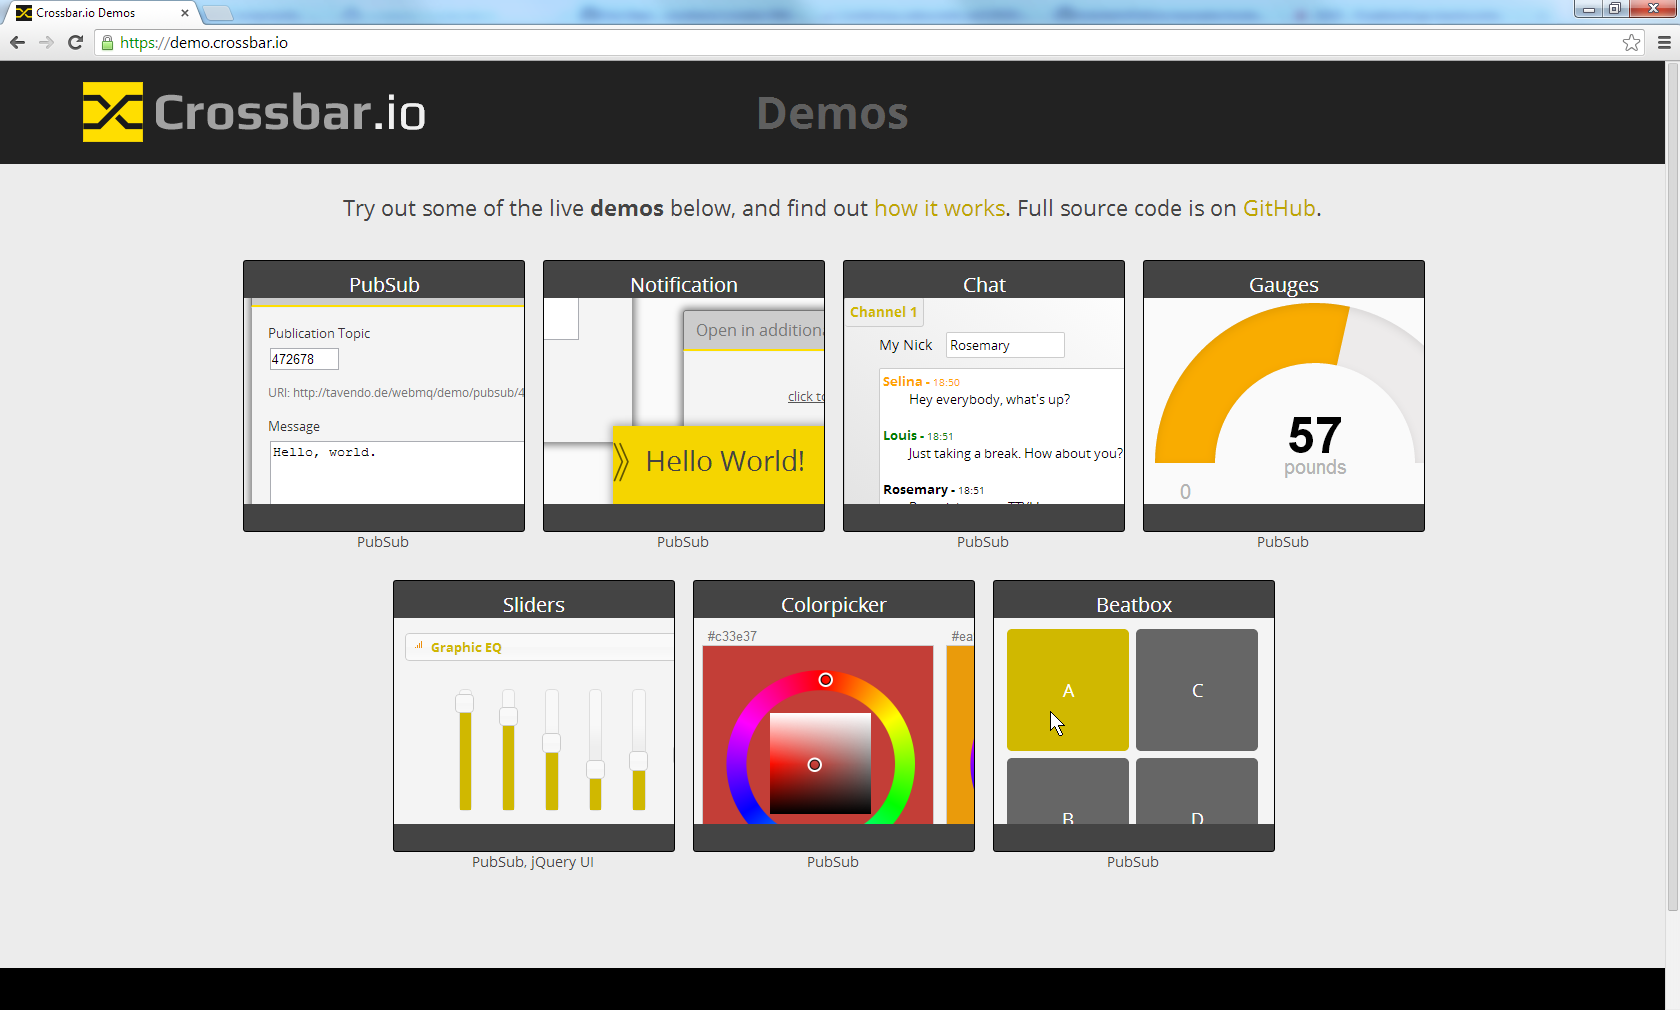 Crossbar.io Demos
https://demo.crossbar.io
Crossbar.io
Demos
Try out some of the live demos below, and find out how it works. Full source code is on GitHub.
PubSub
Publication Topic
472678
URI: http://tavendo.de/webmq/demo/pubsub/4
Message
Hello, world.
PubSub
Notification
Open in additiona
click to
Hello World!
PubSub
Chat
Channel 1
My Nick
Rosemary
Selina - 18:50
Hey everybody, what's up?
Louis - 18:51
Just taking a break. How about you?
Rosemary - 18:51
PubSub
Gauges
57
pounds
0
PubSub
Sliders
Graphic EQ
PubSub, jQuery UI
Colorpicker
#c33e37
#ea
PubSub
Beatbox
A
C
B
D
PubSub